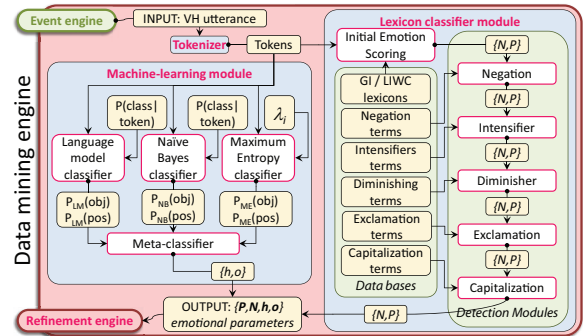 Data mining engine
Event engine
INPUT: VH utterance
Tokenizer
Tokens
Machine-learning module
P(class|
token)
P(class|
token)
λi
Language
model
classifier
Naïve
Bayes
classifier
Maximum
Entropy
classifier
PLM(obj)
PLM(pos)
PNB(obj)
PNB(pos)
PME(obj)
PME(pos)
Meta-classifier
{h,o}
OUTPUT: {P,N,h,o}
emotional parameters
Refinement engine
Lexicon classifier module
Initial Emotion
Scoring
{N,P}
GI / LIWC
lexicons
Negation
terms
Intensifiers
terms
Diminishing
terms
Exclamation
terms
Capitalization
terms
Data bases
Negation
{N,P}
Intensifier
{N,P}
Diminisher
{N,P}
Exclamation
{N,P}
Capitalization
Detection Modules
{N,P}